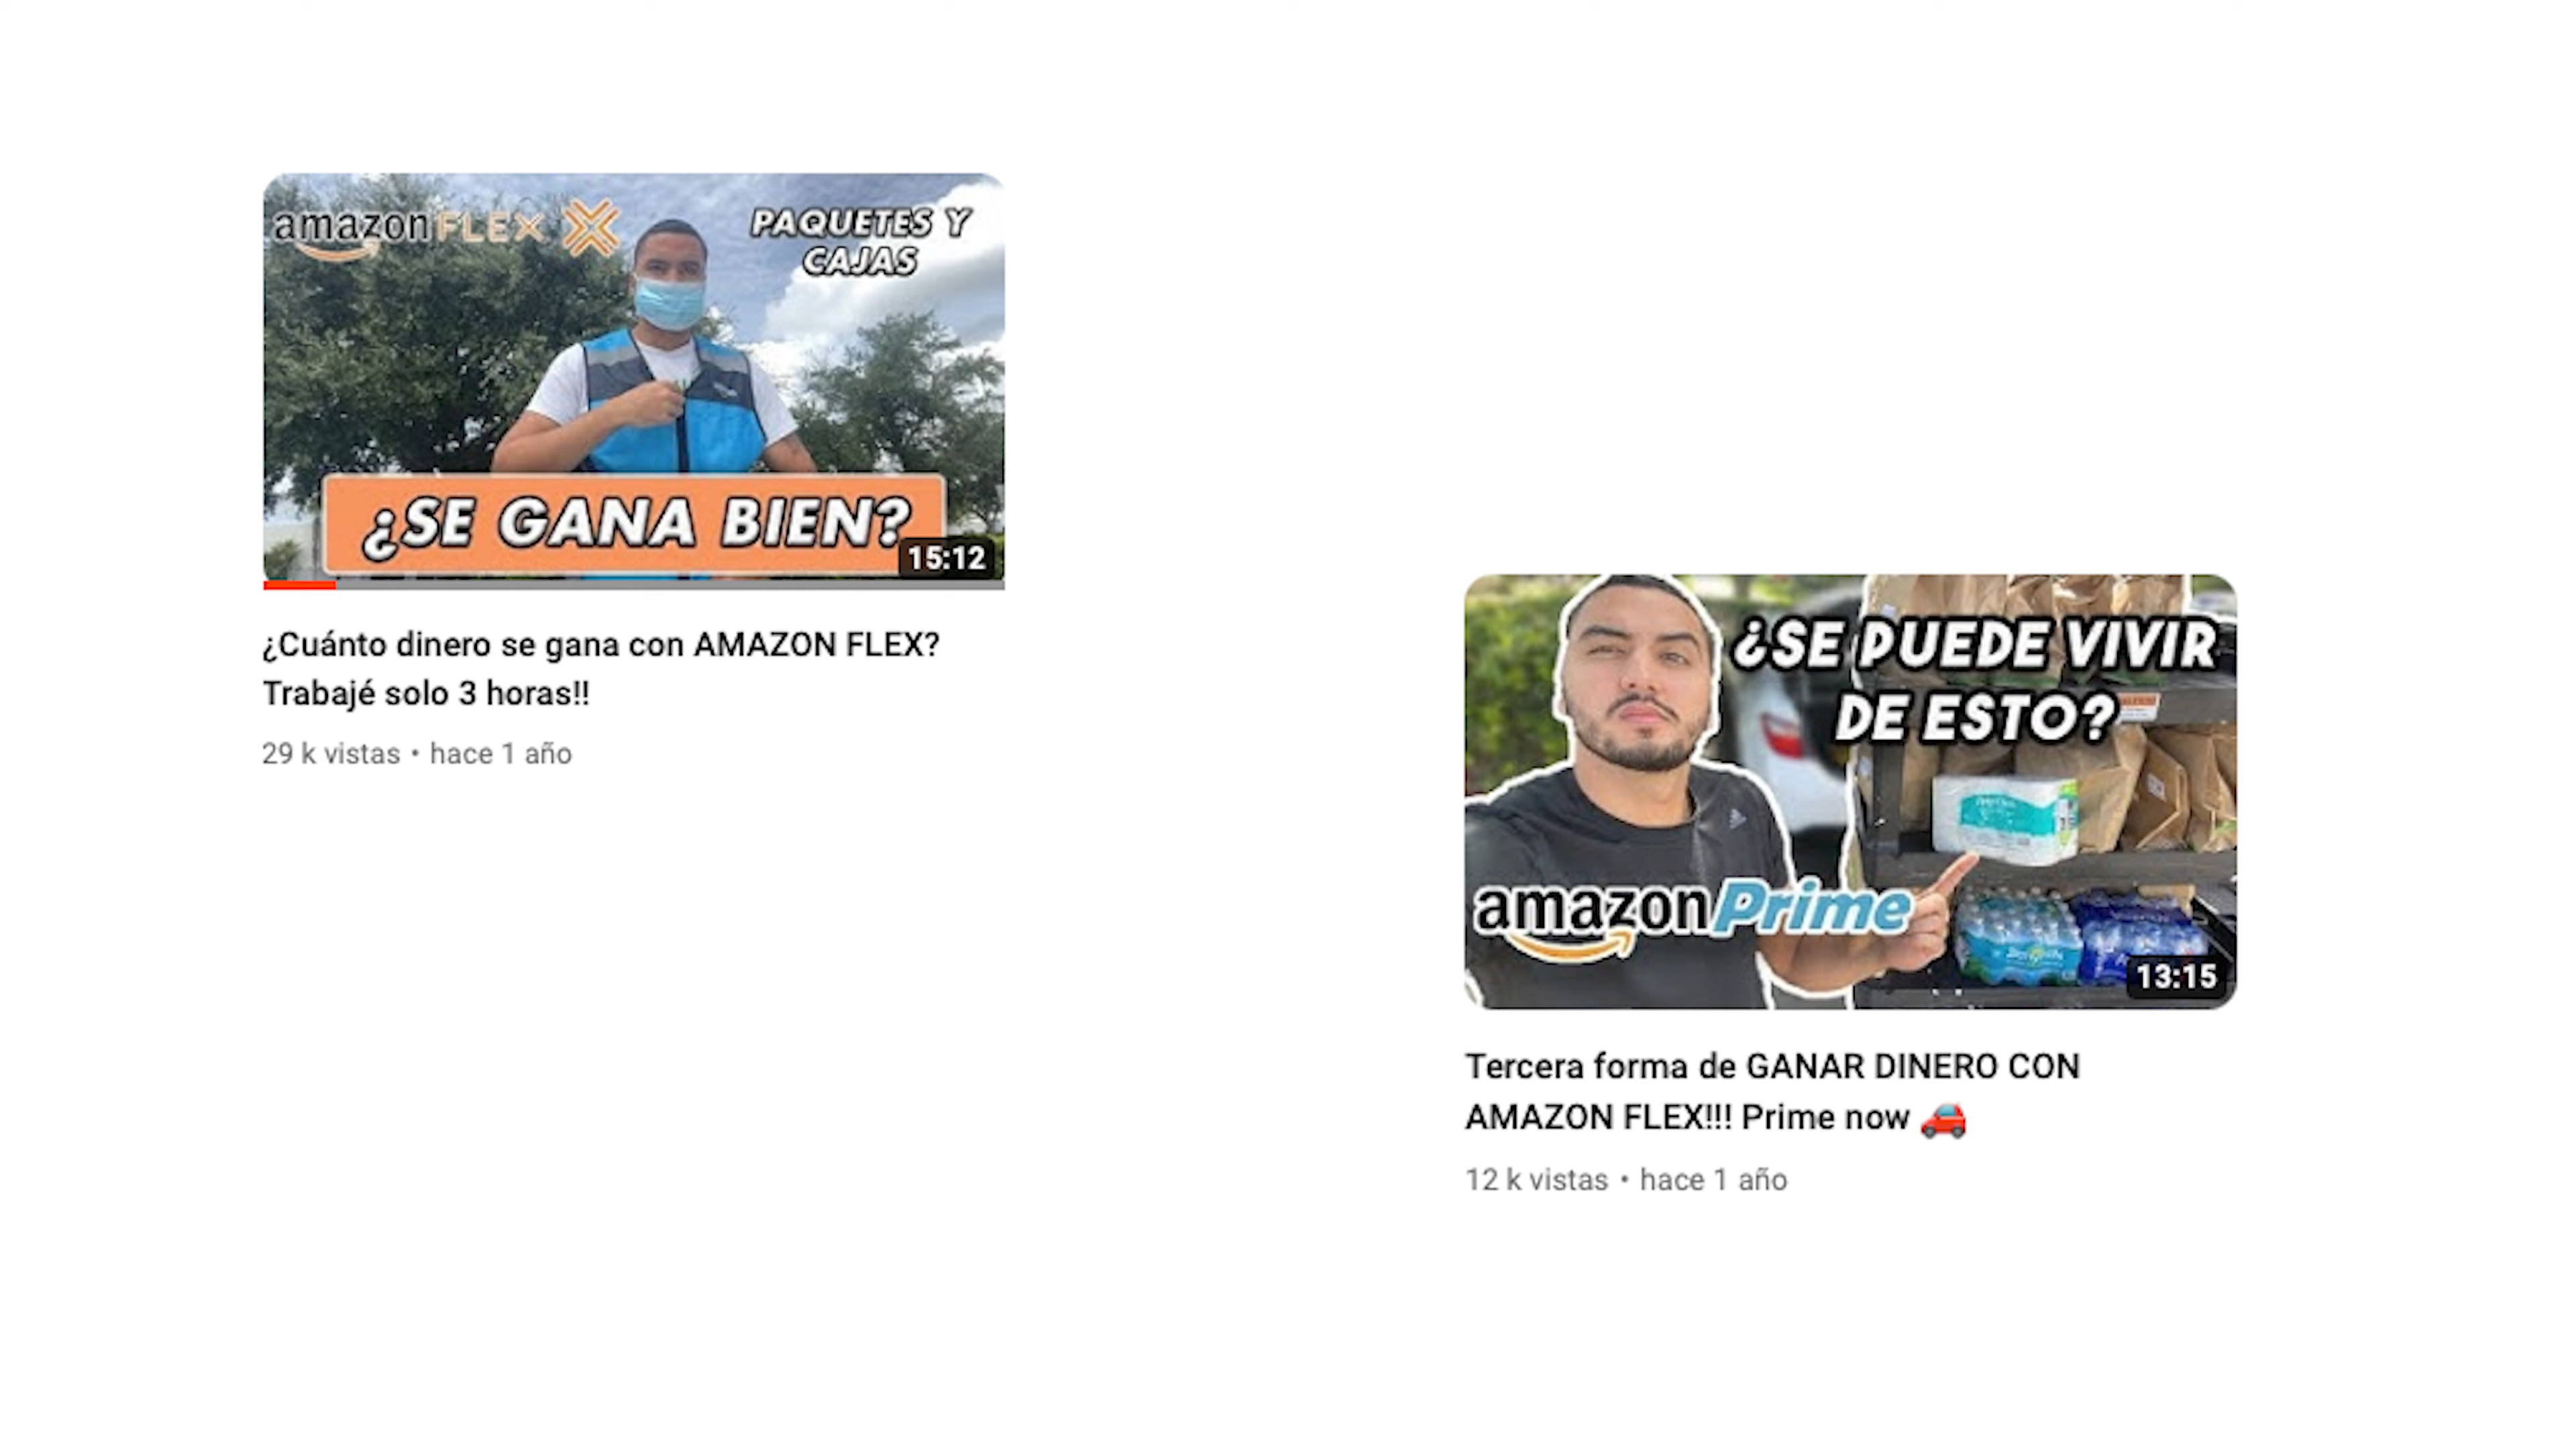 amazon FLEX
PAQUETES Y
CAJAS
¿SE GANA BIEN?
15:12
¿Cuánto dinero se gana con AMAZON FLEX?
Trabajé solo 3 horas!!
29 k vistas • hace 1 año
¿SE PUEDE VIVIR
DE ESTO?
amazonPrime
13:15
Tercera forma de GANAR DINERO CON
AMAZON FLEX!!! Prime now 🚗
12 k vistas • hace 1 año